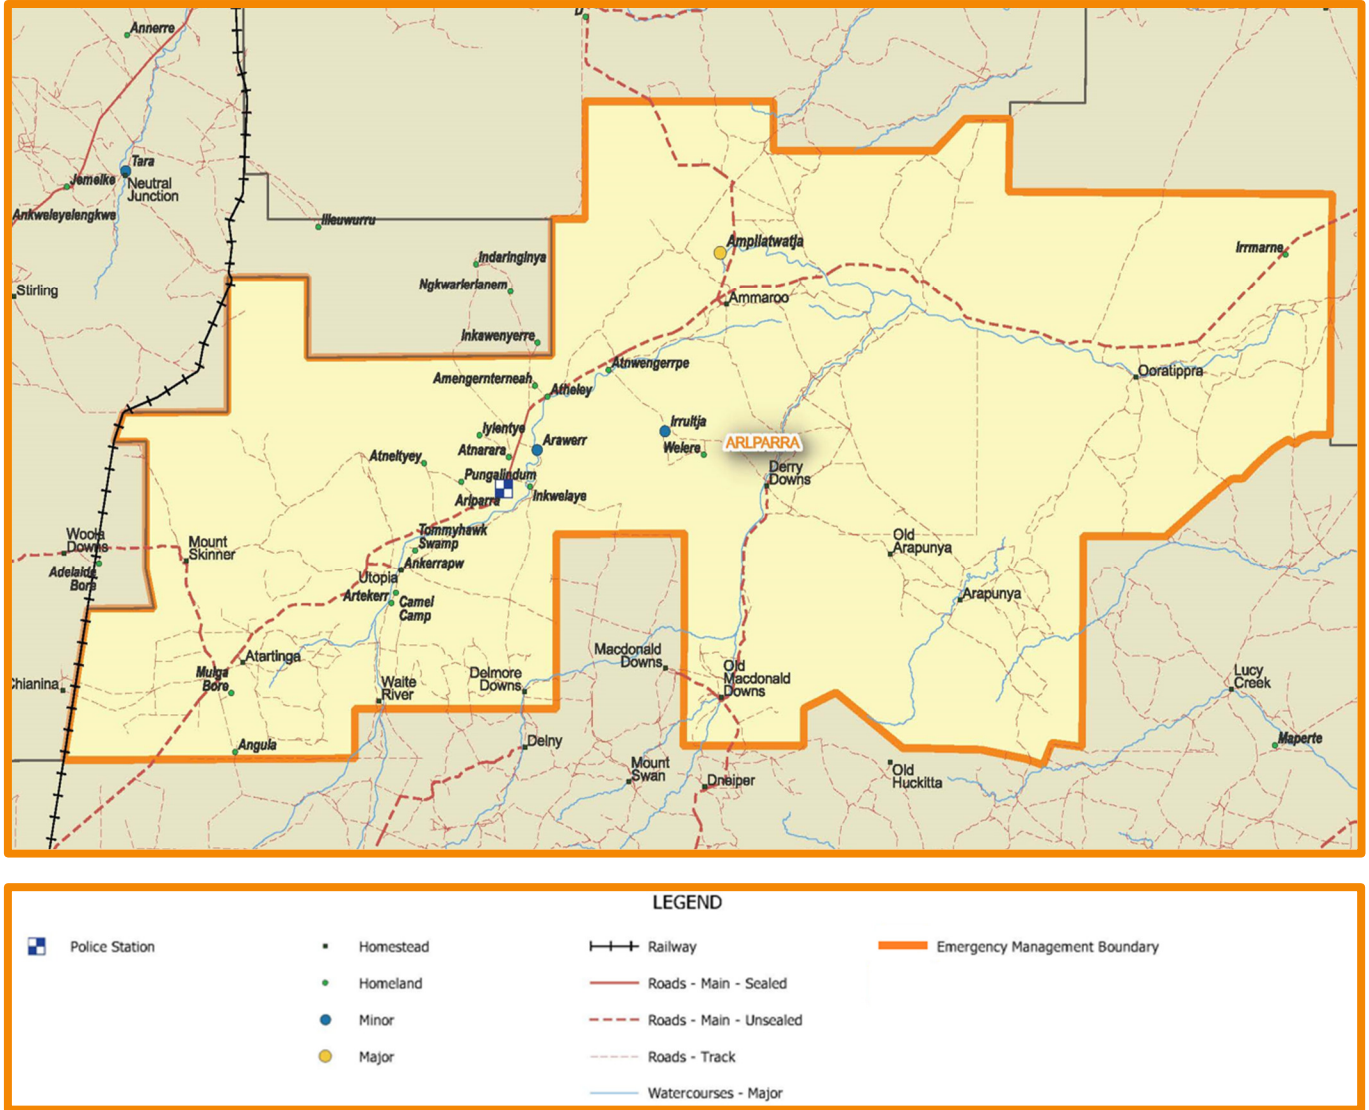 Annerre
Tara
Neutral
Junction
Jemelke
Ankweleyelengkwe
Stirling
Illeuwurru
Indaringinya
Ngkwarlerlanem
Inkawenyerre
Ampilatwatja
Ammaroo
Irrmarne
Atnwengerrpe
Amengernterneah
Atheley
Ooratippra
Iylentye
Arawerr
Atnarara
Atneltyey
Irrultja
Welere
ARLPARRA
Derry
Downs
Pungalindum
Arlparra
Inkwelaye
Tommyhawk
Swamp
Woola
Downs
Adelaide
Bore
Mount
Skinner
Ankerrapw
Utopia
Artekerr
Camel
Camp
Old
Arapunya
Arapunya
Atartinga
Mulga
Bore
Chianina
Waite
River
Delmore
Downs
Macdonald
Downs
Old
Macdonald
Downs
Lucy
Creek
Maperte
Angula
Delny
Mount
Swan
Dneiper
Old
Huckitta
LEGEND
Police Station
Homestead
Homeland
Minor
Major
Railway
Roads - Main - Sealed
Roads - Main - Unsealed
Roads - Track
Watercourses - Major
Emergency Management Boundary